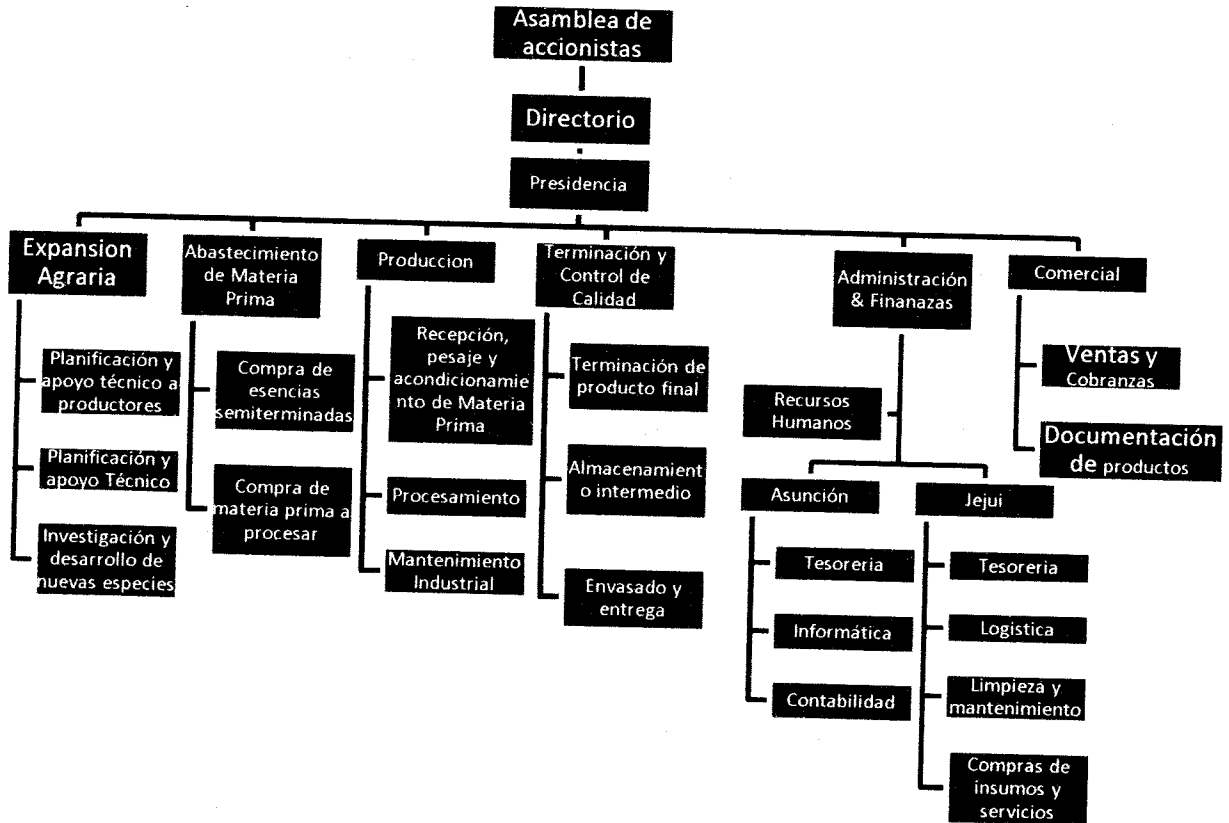 Asamblea de
accionistas
Directorio
Presidencia
Expansion
Agraria
Planificación y
apoyo técnico a
productores
Planificación y
apoyo Técnico
Investigación y
desarrollo de
nuevas especies
Abastecimiento
de Materia
Prima
Compra de
esencias
semiterminadas
Compra de
materia prima a
procesar
Produccion
Recepción,
pesaje y
acondicionamie
nto de Materia
Prima
Procesamiento
Mantenimiento
Industrial
Terminación y
Control de
Calidad
Terminación de
producto final
Almacenamient
o intermedio
Envasado y
entrega
Administración
& Finanazas
Recursos
Humanos
Asunción
Tesoreria
Informática
Contabilidad
Jejui
Tesoreria
Logistica
Limpieza y
mantenimiento
Compras de
insumos y
servicios
Comercial
Ventas y
Cobranzas
Documentación
de productos